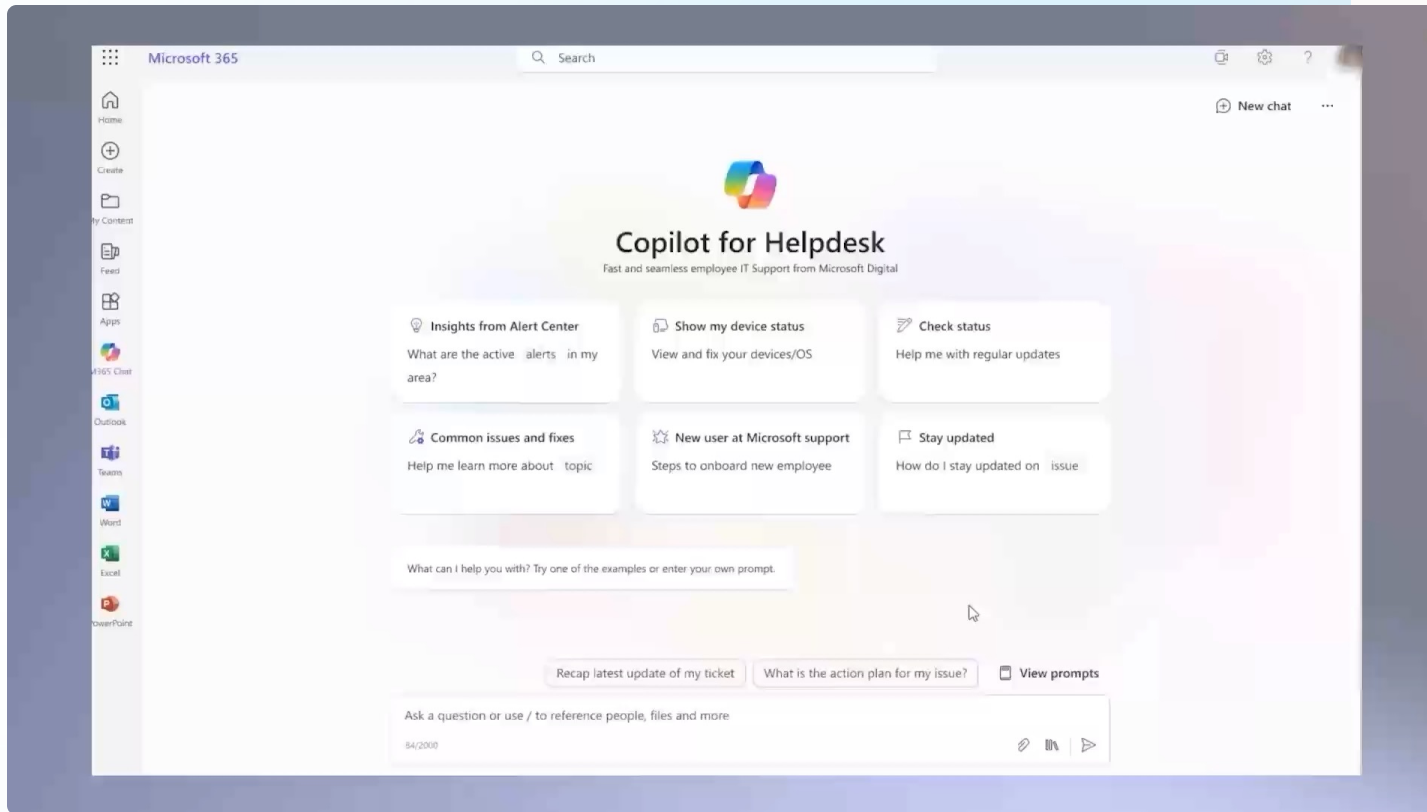 Microsoft 365
Search
?
New chat
Home
Create
My Content
Feed
Apps
M365 Chat
Outlook
Teams
Word
Excel
PowerPoint
Copilot for Helpdesk
Fast and seamless employee IT Support from Microsoft Digital
Insights from Alert Center
What are the active alerts in my
area?
Show my device status
View and fix your devices/OS
Check status
Help me with regular updates
Common issues and fixes
Help me learn more about topic
New user at Microsoft support
Steps to onboard new employee
Stay updated
How do I stay updated on issue
What can I help you with? Try one of the examples or enter your own prompt.
Recap latest update of my ticket
What is the action plan for my issue?
View prompts
Ask a question or use / to reference people, files and more
84/2000